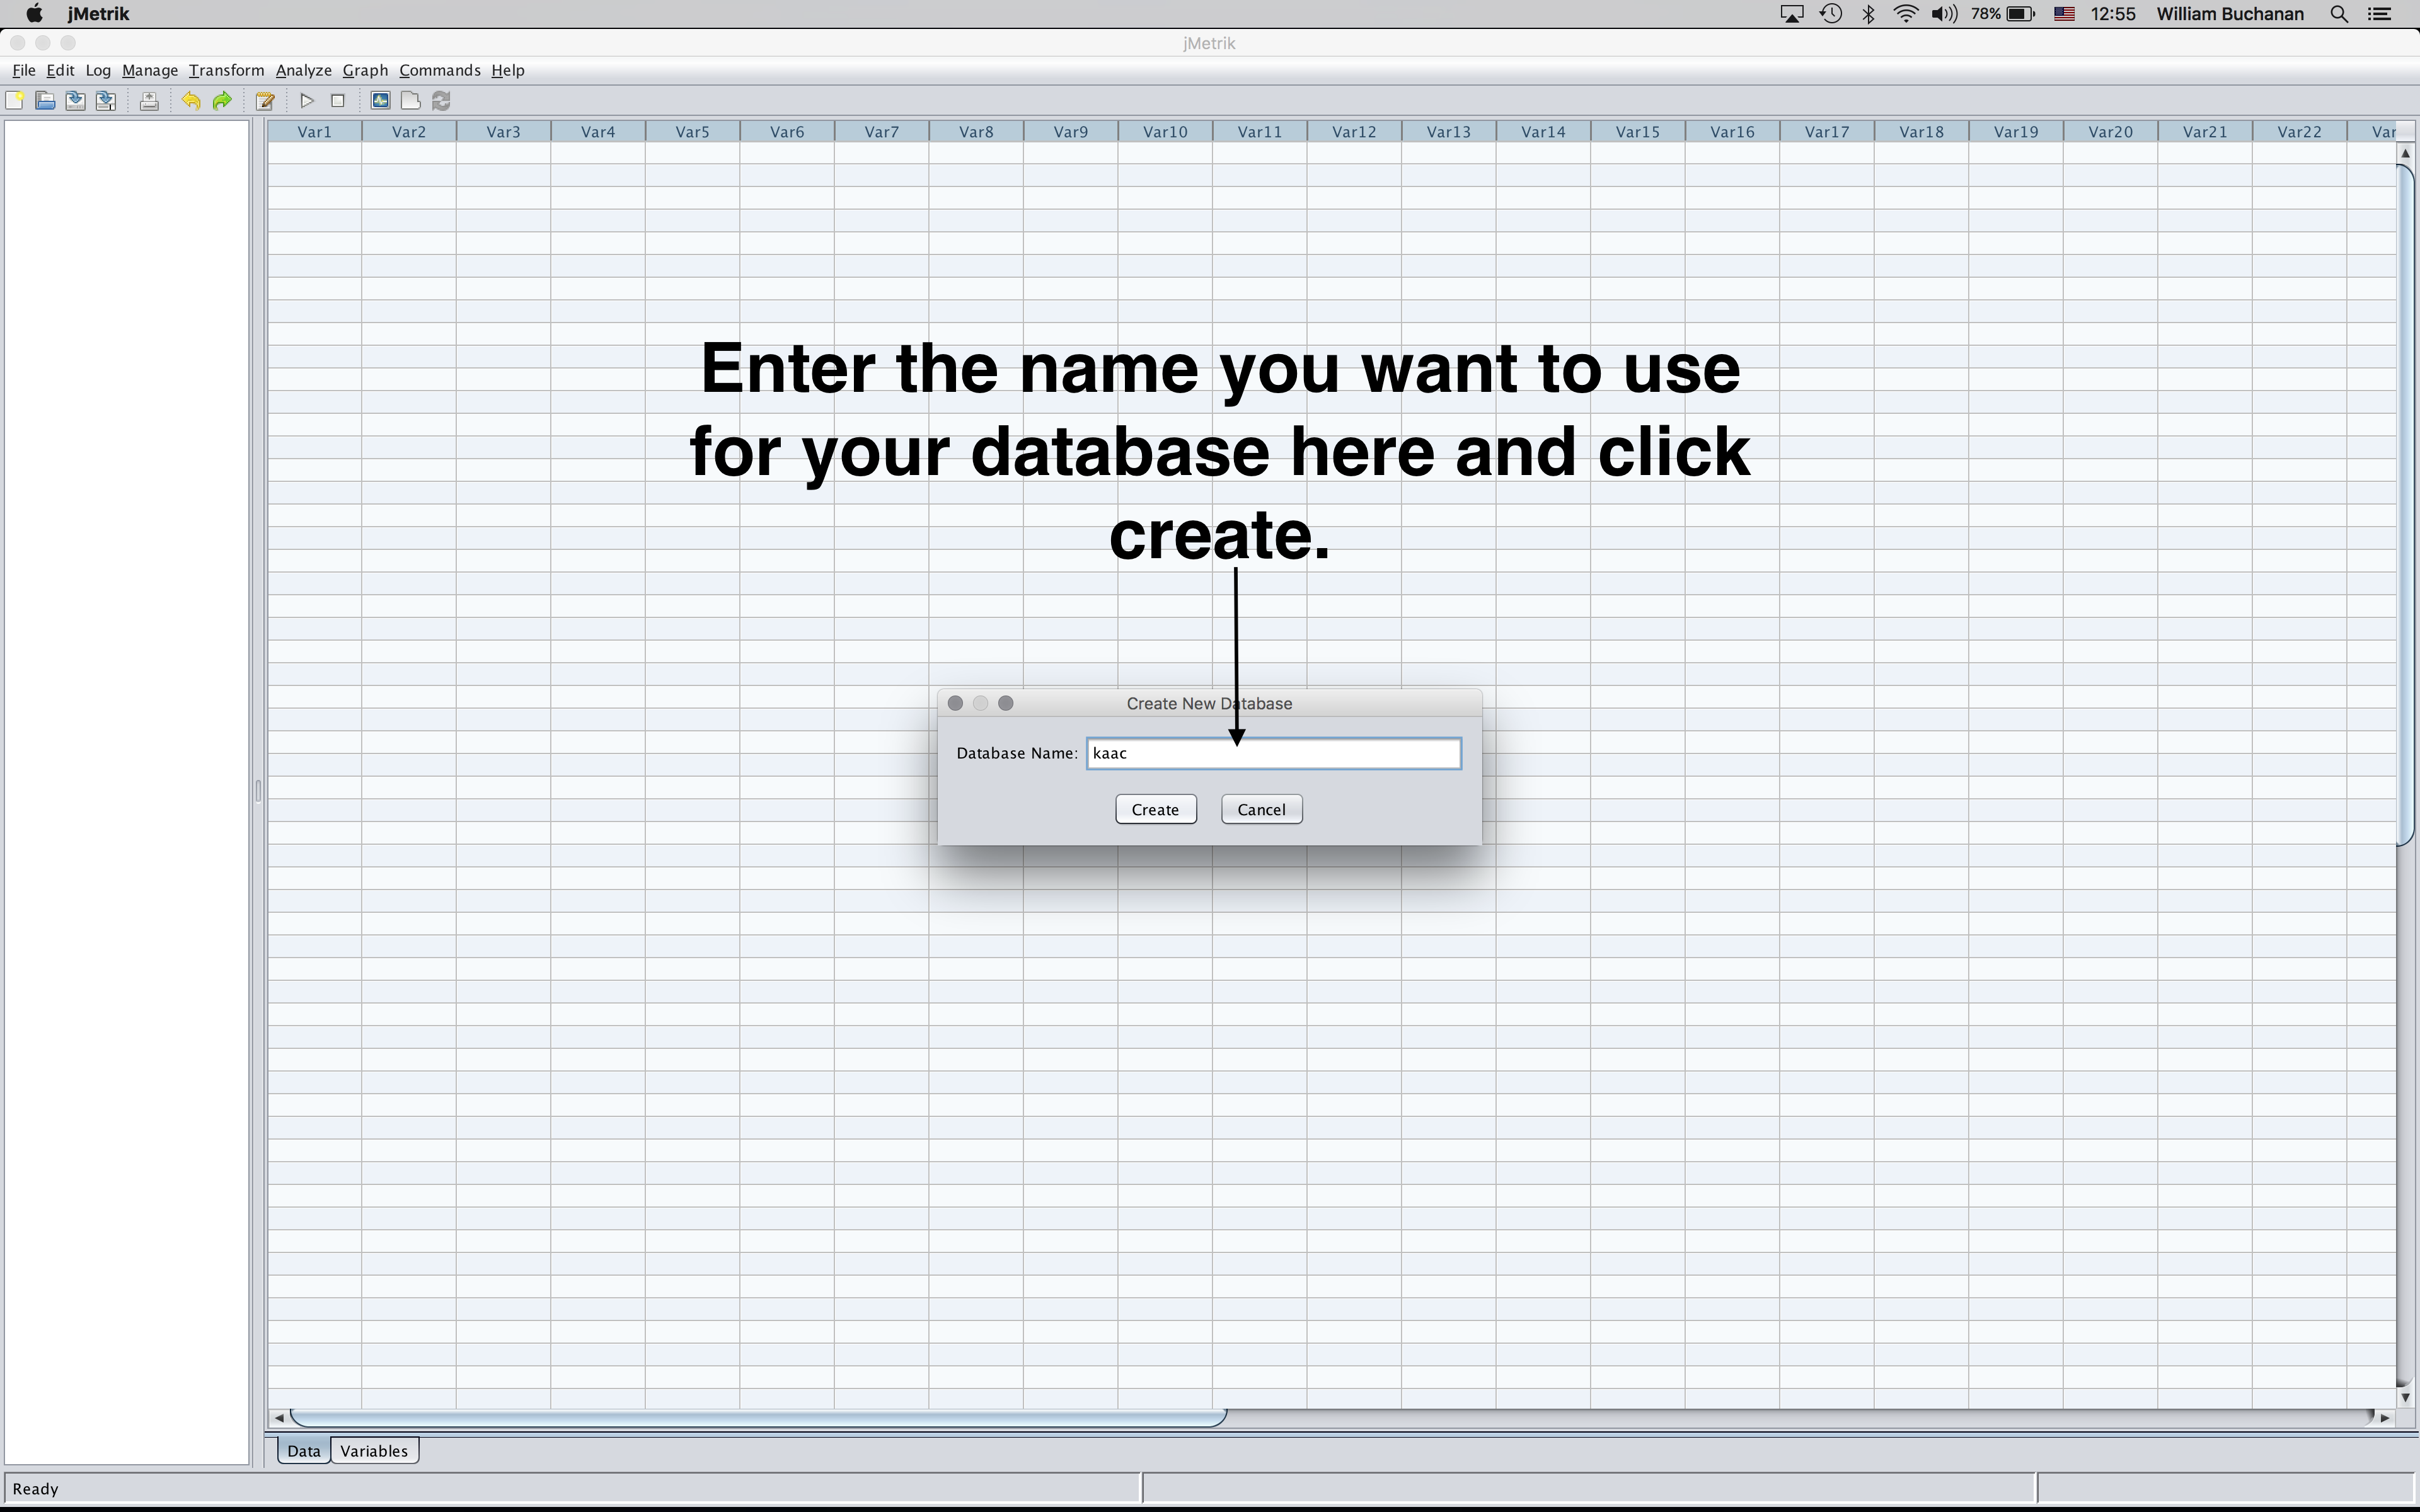 jMetrik
78%
12:55
William Buchanan
jMetrik
File Edit Log Manage Transform Analyze Graph Commands Help
Var1 Var2 Var3 Var4 Var5 Var6 Var7 Var8 Var9 Var10 Var11 Var12 Var13 Var14 Var15 Var16 Var17 Var18 Var19 Var20 Var21 Var22 Var
Enter the name you want to use
for your database here and click
create.
Create New Database
Database Name: kaac
Create Cancel
Data Variables
Ready